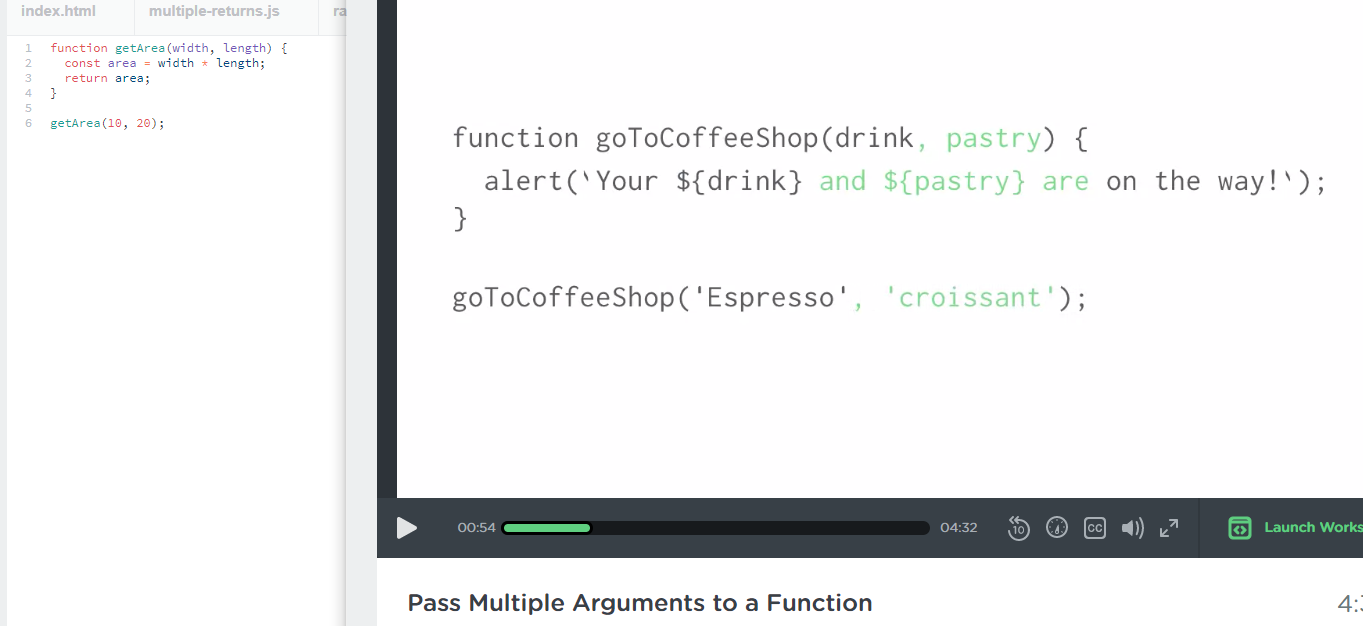 index.html
multiple-returns.js
ra
1 function getArea(width, length) {
2 const area = width * length;
3 return area;
4 }
5
6 getArea(10, 20);
function goToCoffeeShop(drink, pastry) {
alert(`Your ${drink} and ${pastry} are on the way!`);
}
goToCoffeeShop('Espresso', 'croissant');
00:54
04:32
10
CC
Launch Works
Pass Multiple Arguments to a Function